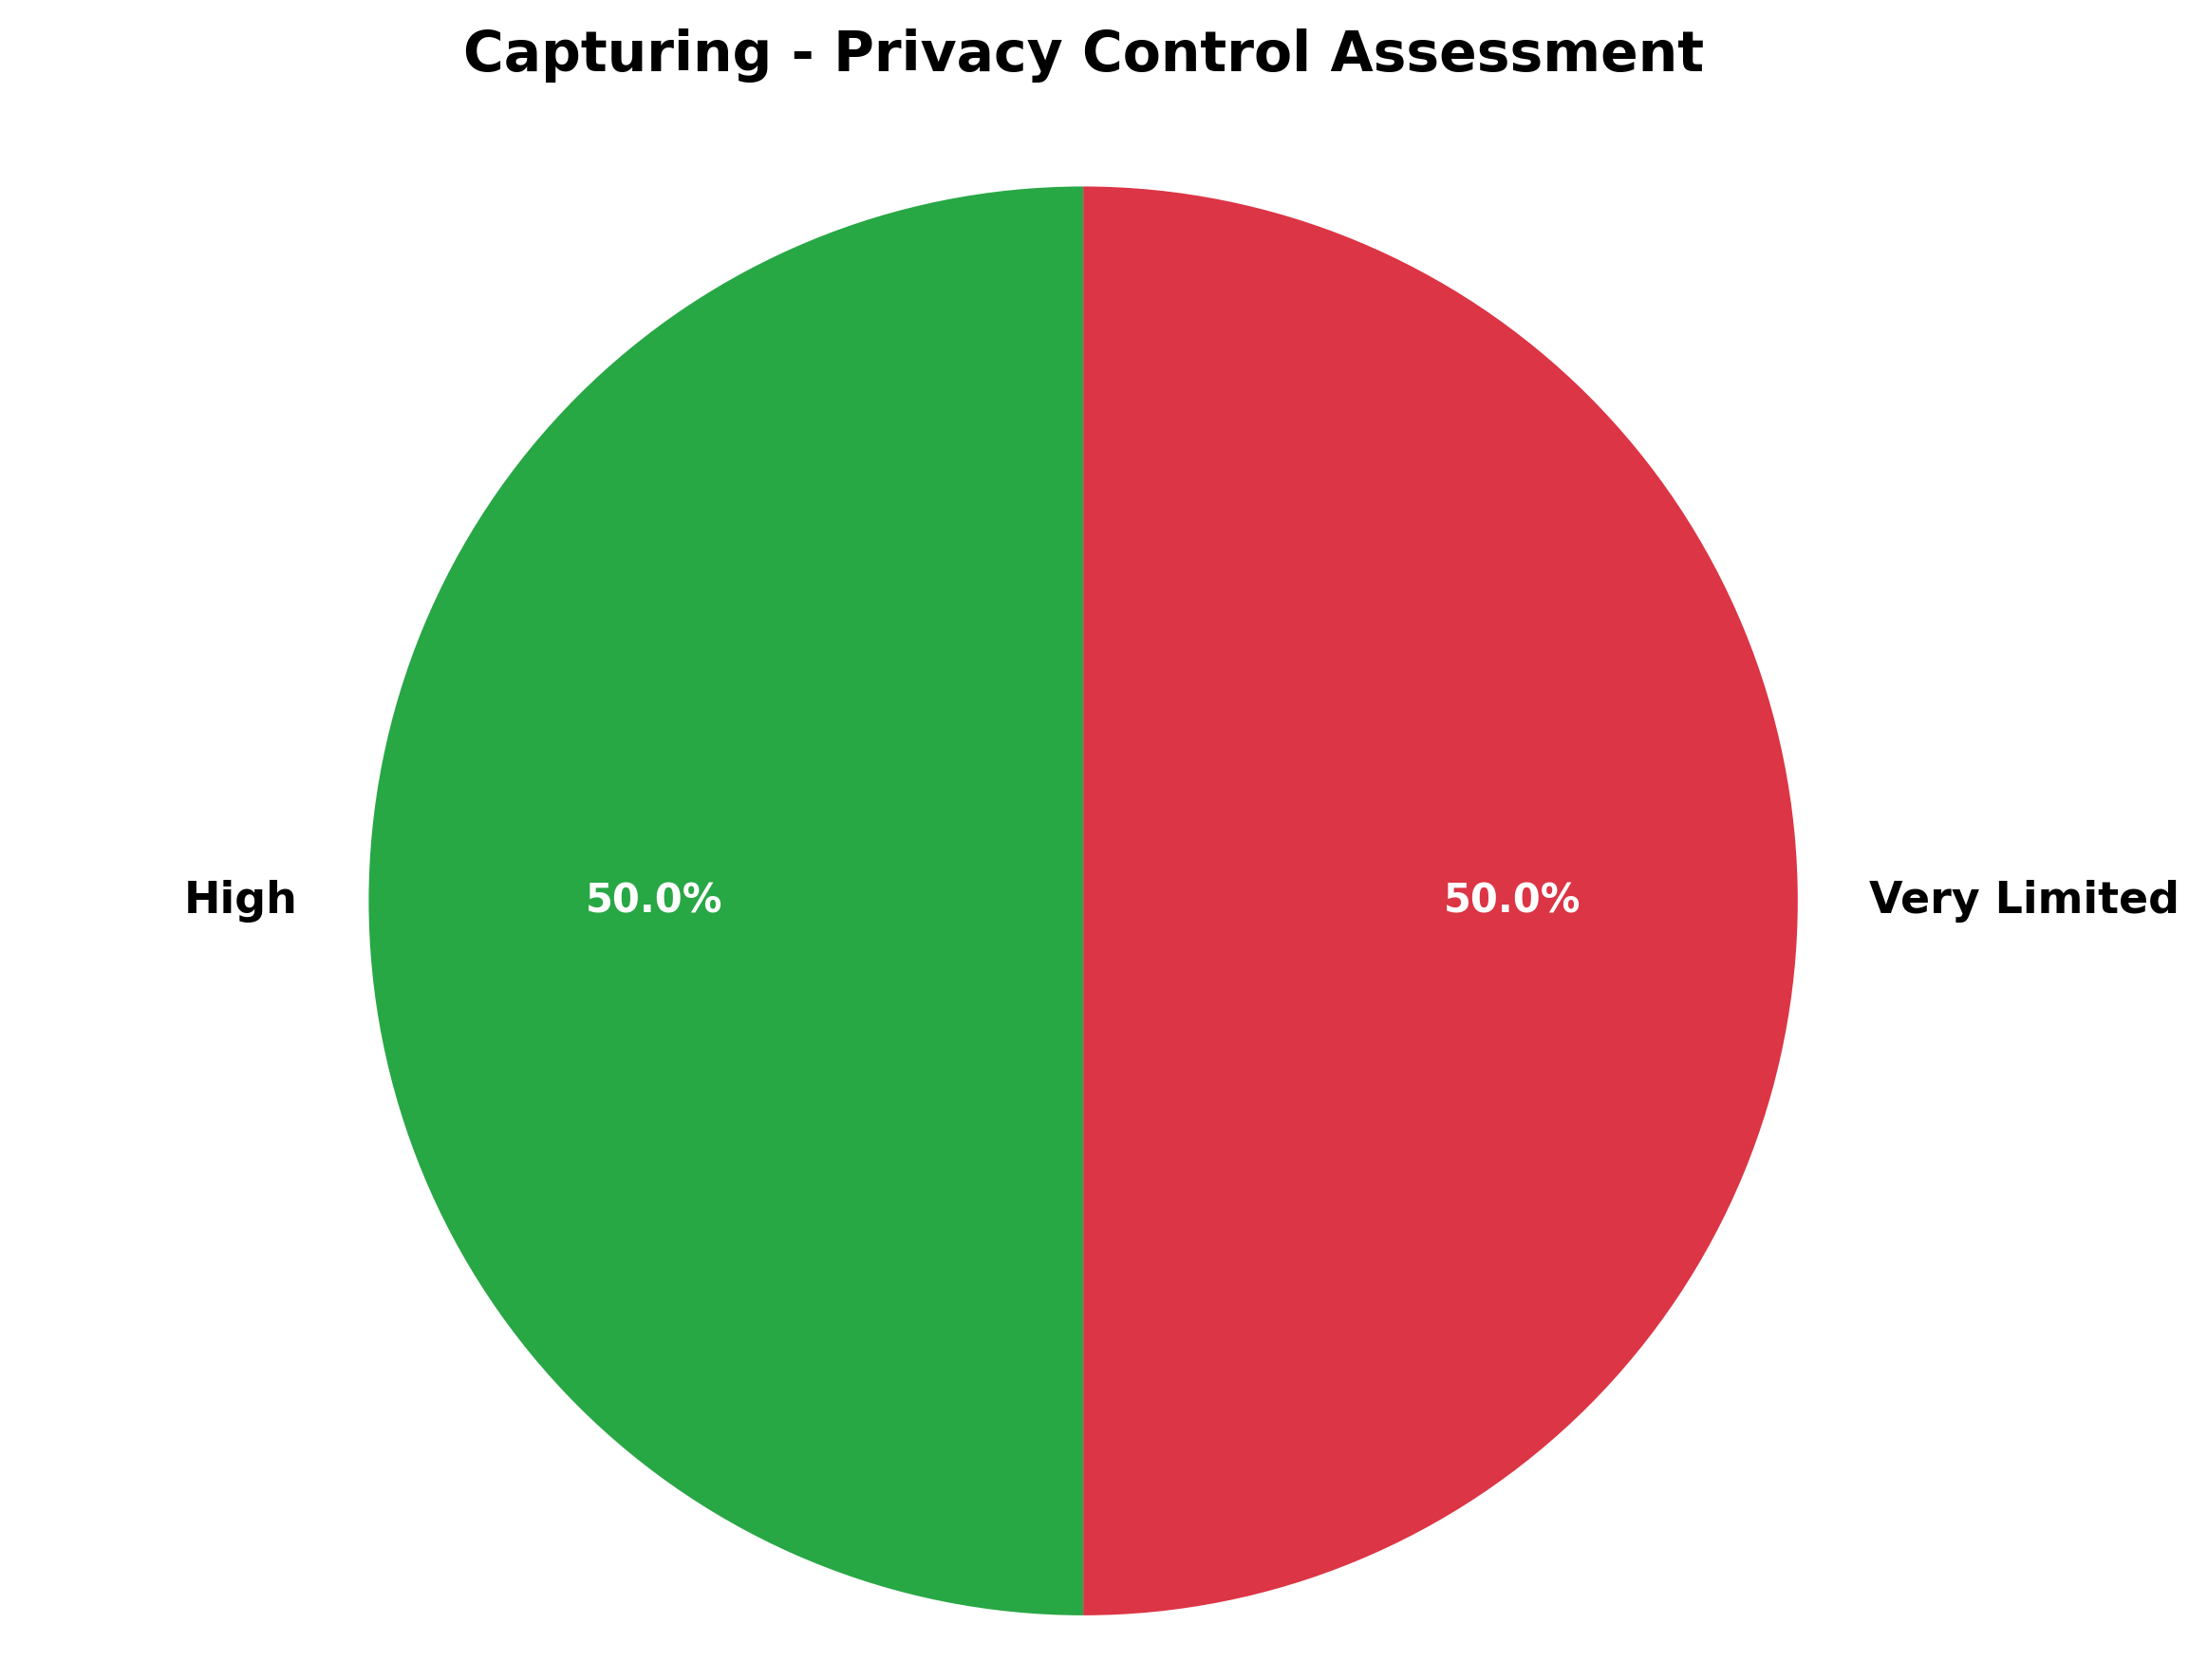 Capturing - Privacy Control Assessment
High
50.0%
50.0%
Very Limited